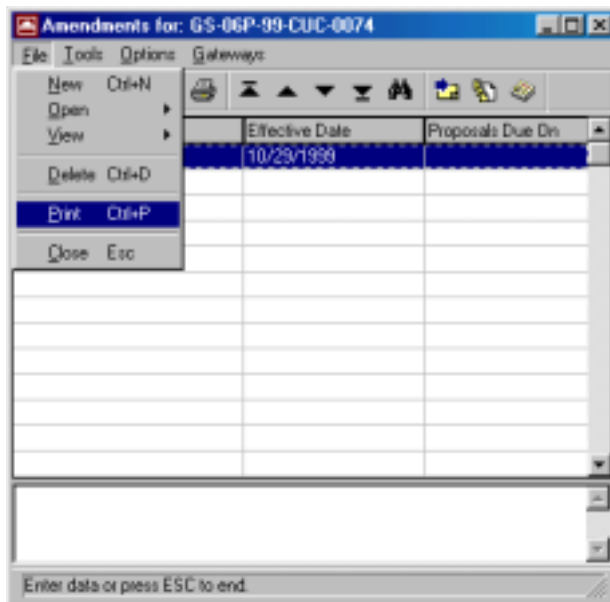 Amendments for: GS-06P-99-CUC-0074
File Tools Options Gateways
New Ctrl+N
Open
View
Delete Ctrl+D
Print Ctrl+P
Close Esc
Effective Date Proposals Due On
10/29/1999
Enter data or press ESC to end.